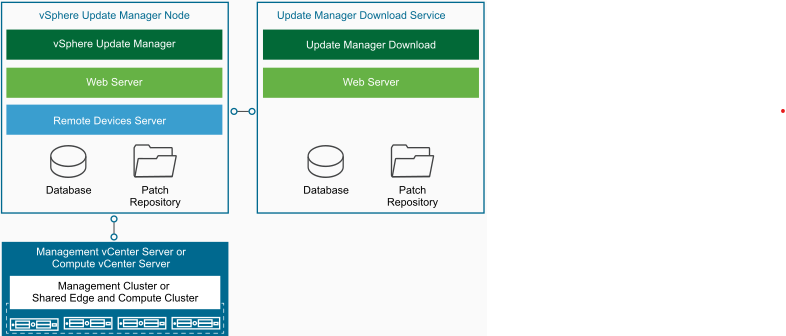 vSphere Update Manager Node
vSphere Update Manager
Web Server
Remote Devices Server
Database
Patch
Repository
Update Manager Download Service
Update Manager Download
Web Server
Database
Patch
Repository
Management vCenter Server or
Compute vCenter Server
Management Cluster or
Shared Edge and Compute Cluster